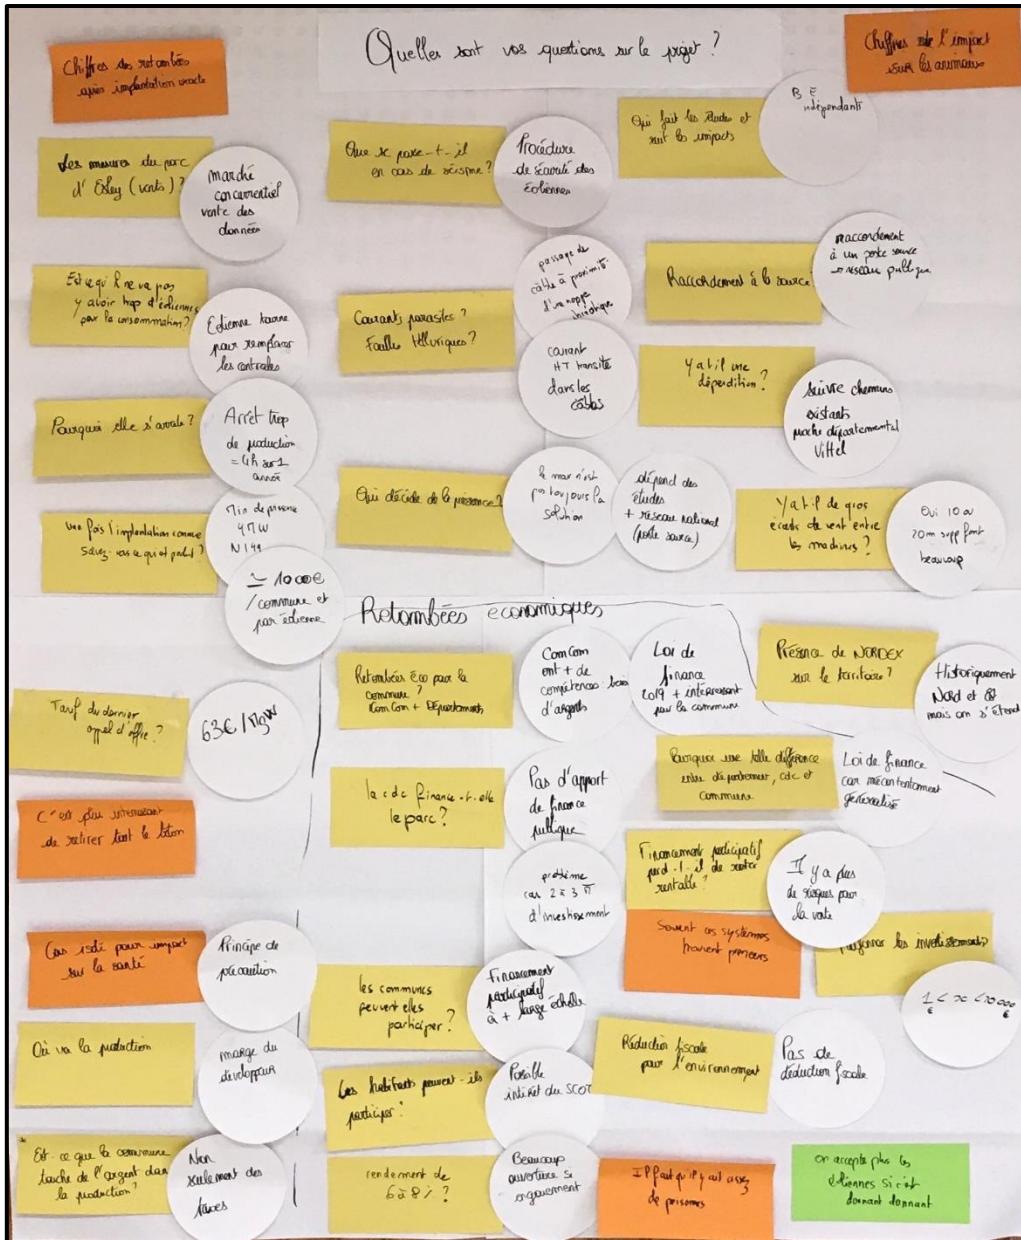 Quelles sont vos questions sur le projet ?
Chiffres des retombées
après implantation exacte
Chiffres de l'impact
sur les animaux
Les mesures du parc
d' (vents) ?
marché
concurrentiel
vente des
données
Que se passe-t-il
en cas de séisme ?
Procédure
de sécurité des
éoliennes
Qui fait les études et
suit les impacts
B E
indépendants
Est ce qu'il ne va pas
y avoir trop d'éoliennes
pour la consommation ?
Eolienne tourne
pour remplacer
les centrales
Courants parasites ?
Failles telluriques ?
passage de
câble à proximité
d'une nappe
courant
HT transite
dans les
câbles
Raccordement à la source ?
raccordement
à un poste source
→ réseau publique
Y a t il une
déperdition ?
suivre chemins
existants
proche départemental
Vittel
Pourquoi elle s'arrête ?
Arrêt trop
de production
= 4h sur 1
année
Qui décide de la présence ?
le mar n'est
pas toujours la
solution
dépend des
études
+ réseau national
(poste source)
Y a t il de gros
écarts de vent entre
les machines ?
Oui 10 ou
20m supp font
beaucoup
une fois l'implantation connue
savez-vous ce qui est produit ?
Min de puissance
4 MW
N 149
≃ 10 000€
/ commune et
par éolienne
Retombées economiques
Retombées éco pour la
commune ?
(Com Com + Départements)
Com Com
ont + de
compétences besoin
d'argents
Loi de
finance
2019 + intéressant
pour la commune
Présence de NORDEX
sur le territoire ?
Historiquement
Nord et Est
mais on s'étend
Tarif du dernier
appel d'offre ?
63€/MgW
la cdc finance-t-elle
le parc ?
Pas d'apport
de finance
publique
Pourquoi une telle différence
entre département, cdc et
commune
Loi de finance
car mécontentement
généralisé
C'est plus intéressant
de retirer tout le béton
problème
car 2 à 3 M
d'investissement
Financement participatif
perd-t-il de rester
rentable ?
Il y a plus
de risques pour
la vente
Souvent ces systèmes
trouvent preneurs
les investissements
1 < x < 10 000
€ €
Cas isolé pour impact
sur la santé
Principe de
précaution
les communes
peuvent elles
participer ?
Financement
participatif
à + large échelle
Où va la production
marge du
développeur
Les habitants peuvent-ils
participer ?
Possible
intérêt du SCOT
Réduction fiscale
pour l'environnement
Pas de
déduction fiscale
Est-ce que la commune
touche de l'argent dans
la production ?
Non
seulement des
taxes
rendement de
6 à 8% ?
Beaucoup
ouverture si
engouement
Il faut qu'il y ait assez
de personnes
on accepte plus les
éoliennes si c'est
donnant donnant